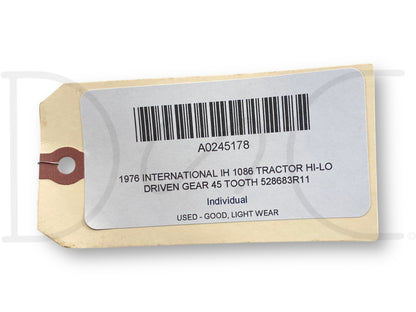 A0245178
1976 INTERNATIONAL IH 1086 TRACTOR HI-LO
DRIVEN GEAR 45 TOOTH 528683R11
Individual
USED - GOOD, LIGHT WEAR